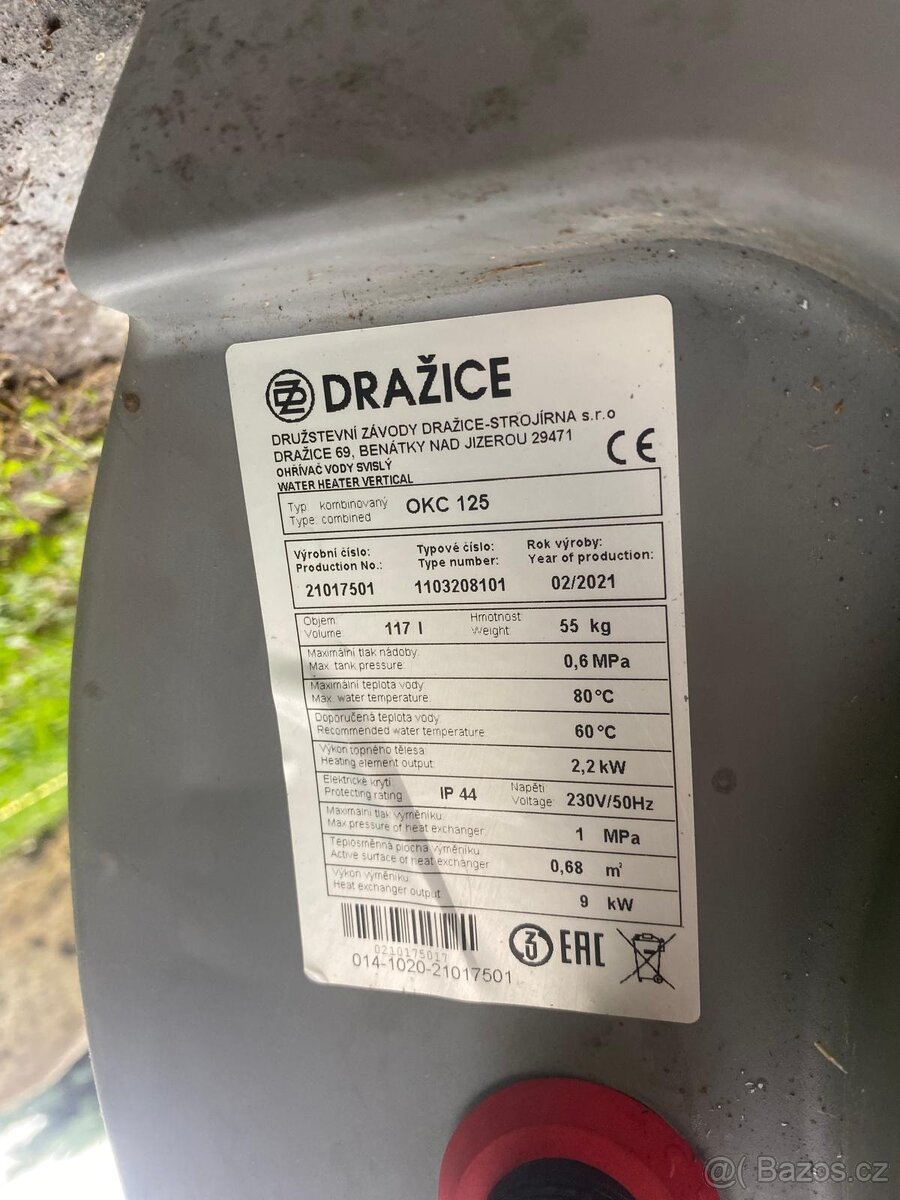 DZ DRAŽICE
DRUŽSTEVNÍ ZÁVODY DRAŽICE-STROJÍRNA s.r.o
DRAŽICE 69, BENÁTKY NAD JIZEROU 29471
CE
OHŘÍVAČ VODY SVISLÝ
WATER HEATER VERTICAL
Typ kombinovaný
Type: combined
OKC 125
Výrobní číslo:
Production No.:
21017501
Typové číslo:
Type number:
1103208101
Rok výroby:
Year of production:
02/2021
Objem:
Volume:
117 l
Hmotnost
Weight:
55 kg
Maximální tlak nádoby:
Max. tank pressure:
0,6 MPa
Maximální teplota vody:
Max. water temperature:
80°C
Doporučená teplota vody:
Recommended water temperature
60°C
Výkon topného tělesa:
Heating element output:
2,2 kW
Elektrické krytí
Protecting rating
IP 44
Napětí:
Voltage:
230V/50Hz
Maximální tlak výměníku:
Max pressure of heat exchanger:
1 MPa
Teplosměnná plocha výměníku:
Active surface of heat exchanger
0,68 m²
Výkon výměníku:
Heat exchanger output:
9 kW
0210175017
014-1020-21017501
3 EAC
@( Bazos.cz